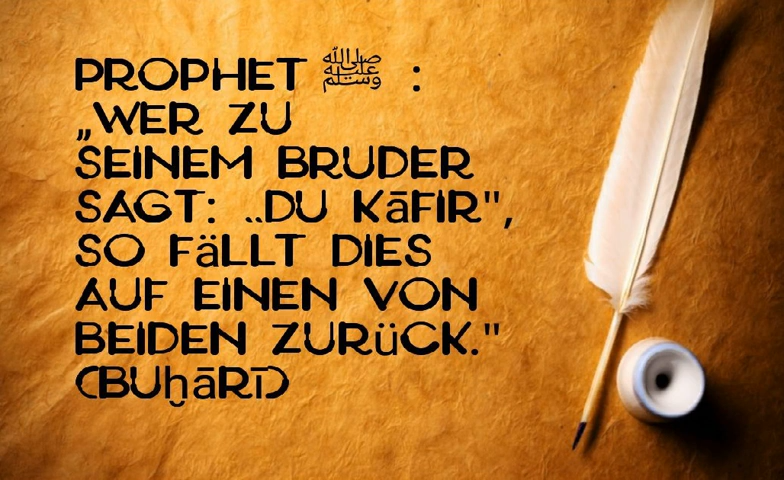 PROPHET ﷺ :
„WER ZU
SEINEM BRUDER
SAGT: „DU KāFIR",
SO FäLLT DIES
AUF EINEN VON
BEIDEN ZURüCK."
(BUḫāRī)